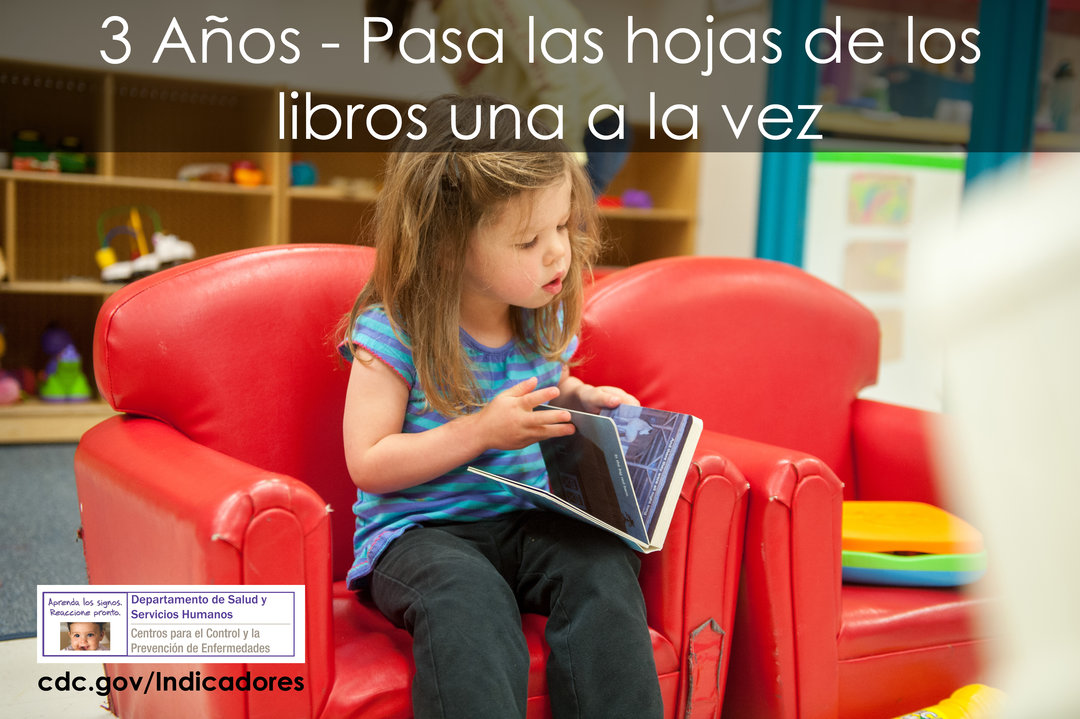 3 Años - Pasa las hojas de los
libros una a la vez
Aprenda los signos.
Reaccione pronto.
Departamento de Salud y
Servicios Humanos
Centros para el Control y la
Prevención de Enfermedades
cdc.gov/Indicadores